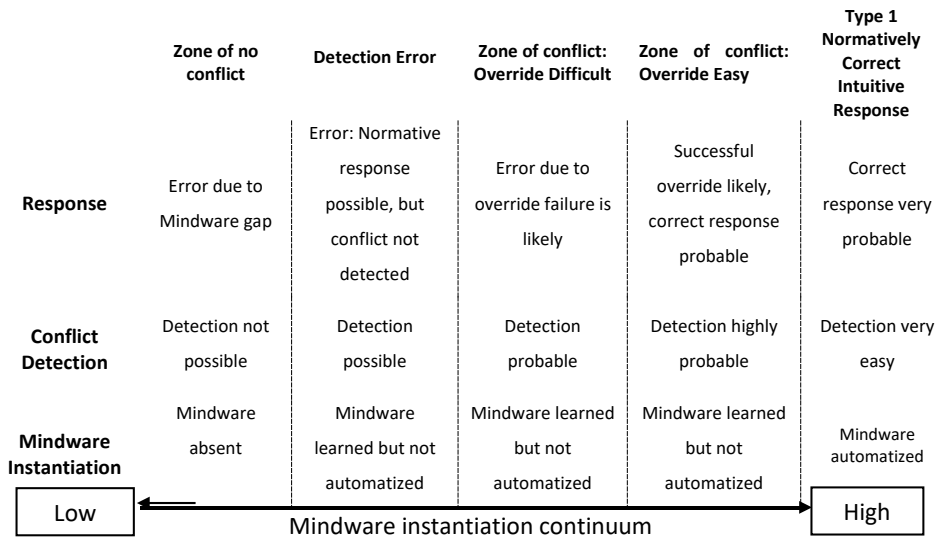 Zone of no
conflict
Detection Error
Zone of conflict:
Override Difficult
Zone of conflict:
Override Easy
Type 1
Normatively
Correct
Intuitive
Response
Response
Error due to
Mindware gap
Error: Normative
response
possible, but
conflict not
detected
Error due to
override failure is
likely
Successful
override likely,
correct response
probable
Correct
response very
probable
Conflict
Detection
Detection not
possible
Detection
possible
Detection
probable
Detection highly
probable
Detection very
easy
Mindware
Instantiation
Mindware
absent
Mindware
learned but not
automatized
Mindware learned
but not
automatized
Mindware learned
but not
automatized
Mindware
automatized
Low
Mindware instantiation continuum
High